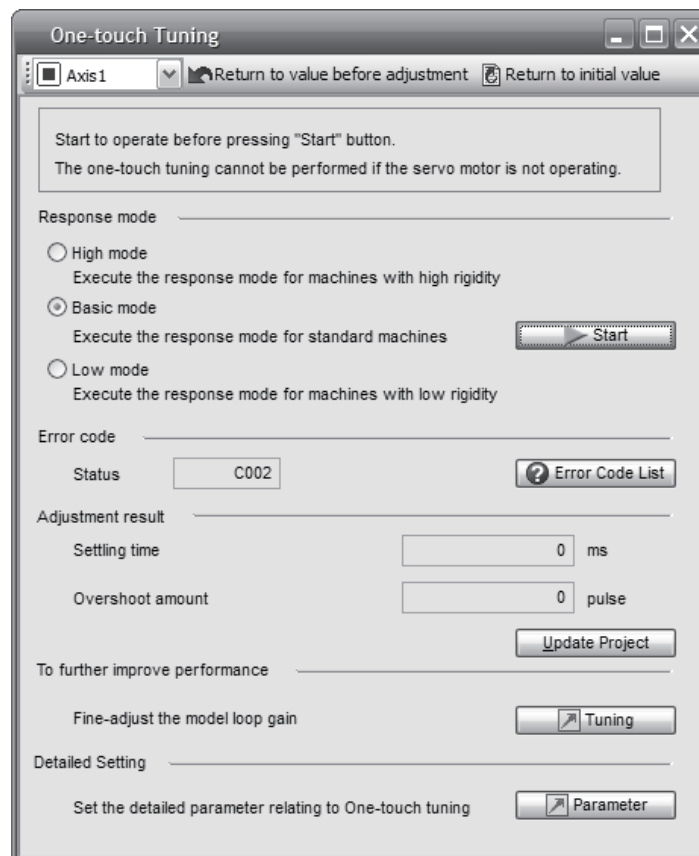 One-touch Tuning
Axis1 Return to value before adjustment Return to initial value
Start to operate before pressing "Start" button.
The one-touch tuning cannot be performed if the servo motor is not operating.
Response mode
High mode
Execute the response mode for machines with high rigidity
Basic mode
Execute the response mode for standard machines Start
Low mode
Execute the response mode for machines with low rigidity
Error code
Status C002 ? Error Code List
Adjustment result
Settling time 0 ms
Overshoot amount 0 pulse
Update Project
To further improve performance
Fine-adjust the model loop gain Tuning
Detailed Setting
Set the detailed parameter relating to One-touch tuning Parameter